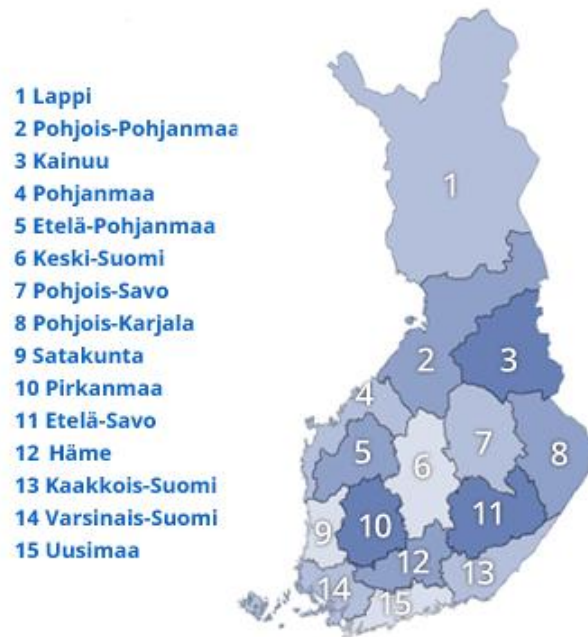 1 Lappi
2 Pohjois-Pohjanmaa
3 Kainuu
4 Pohjanmaa
5 Etelä-Pohjanmaa
6 Keski-Suomi
7 Pohjois-Savo
8 Pohjois-Karjala
9 Satakunta
10 Pirkanmaa
11 Etelä-Savo
12 Häme
13 Kaakkois-Suomi
14 Varsinais-Suomi
15 Uusimaa
1
2
3
4
5
6
7
8
9
10
11
12
13
14
15